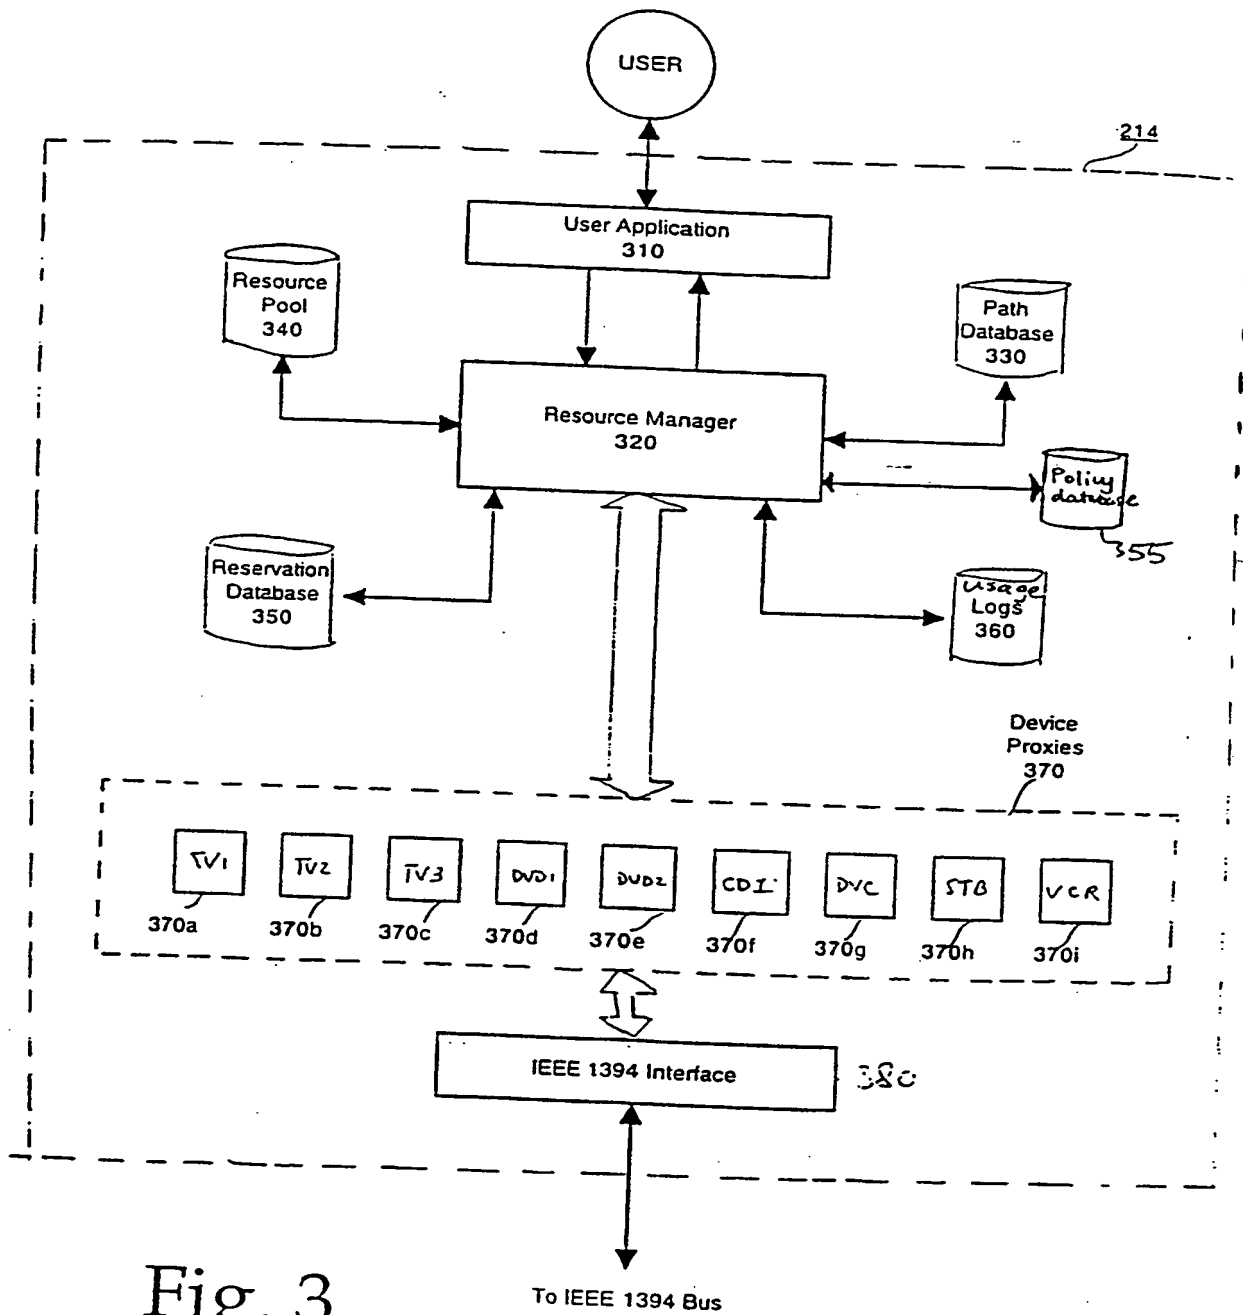 USER
214
User Application
310
Resource
Pool
340
Path
Database
330
Resource Manager
320
Policy
database
355
Reservation
Database
350
Usage
Logs
360
Device
Proxies
370
TV1
TV2
TV3
DVD1
DVD2
CDI
DVC
STB
VCR
370a
370b
370c
370d
370e
370f
370g
370h
370i
IEEE 1394 Interface
380
To IEEE 1394 Bus
Fig. 3